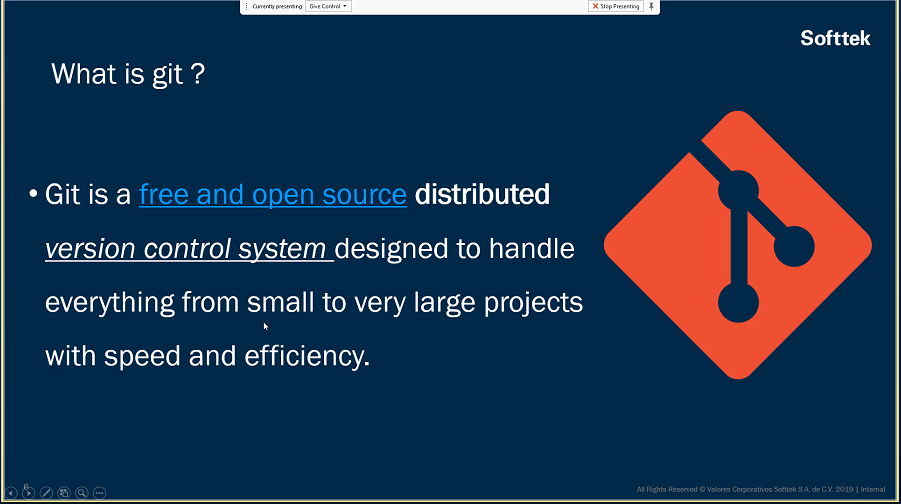 Currently presenting Give Control Stop Presenting
Softtek
What is git ?
• Git is a free and open source distributed
version control system designed to handle
everything from small to very large projects
with speed and efficiency.
6
All Rights Reserved © Valores Corporativos Softtek S.A. de C.V. 2019 | Internal